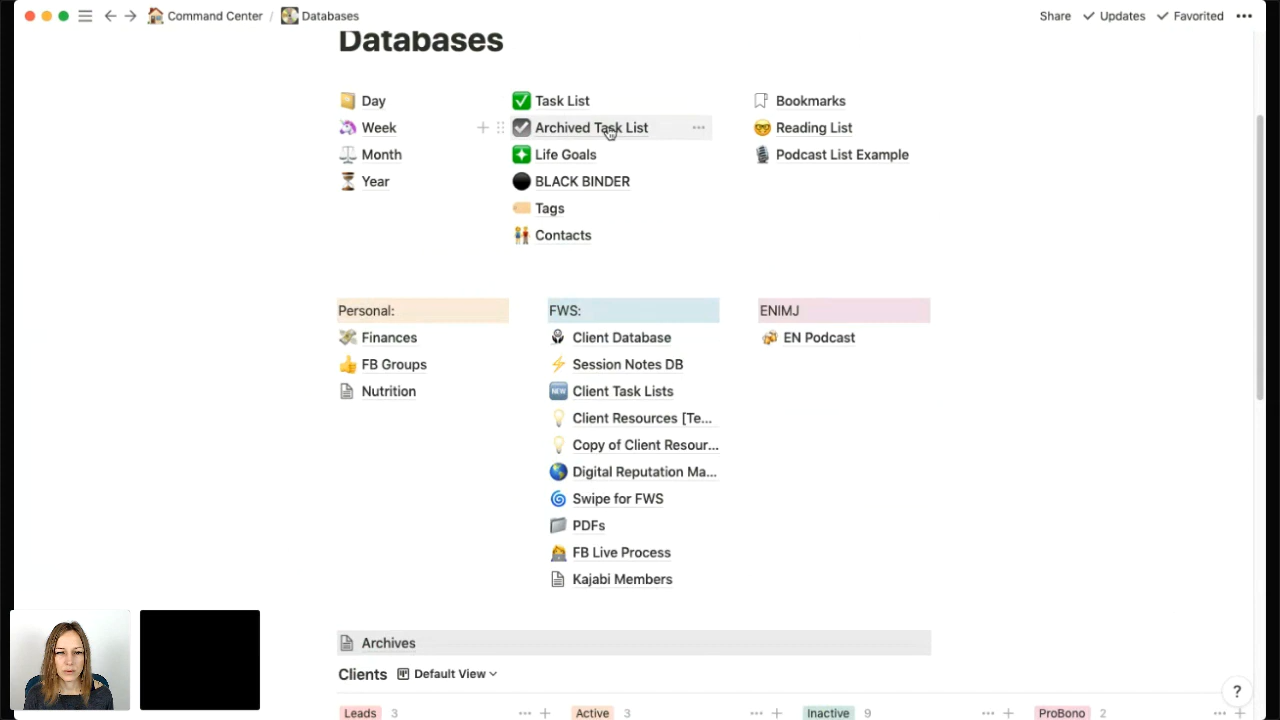 Command Center / Databases
Share
Updates
Favorited
Databases
Day
Week
Month
Year
Task List
Archived Task List
Life Goals
BLACK BINDER
Tags
Contacts
Bookmarks
Reading List
Podcast List Example
Personal:
Finances
FB Groups
Nutrition
FWS:
Client Database
Session Notes DB
NEW Client Task Lists
Client Resources [Te...
Copy of Client Resour...
Digital Reputation Ma...
Swipe for FWS
PDFs
FB Live Process
Kajabi Members
ENIMJ
EN Podcast
Archives
Clients Default View
Leads 3
Active 3
Inactive 9
ProBono 2
?